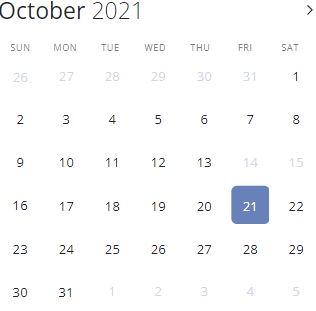 October 2021
SUN MON TUE WED THU FRI SAT
26 27 28 29 30 31 1
2 3 4 5 6 7 8
9 10 11 12 13 14 15
16 17 18 19 20 21 22
23 24 25 26 27 28 29
30 31 1 2 3 4 5